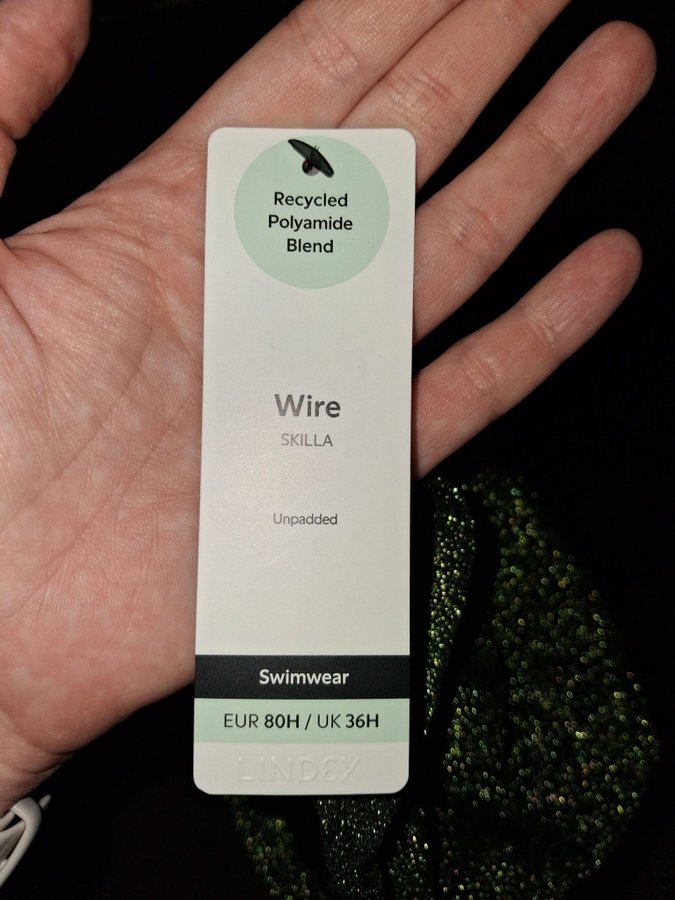 Recycled
Polyamide
Blend
Wire
SKILLA
Unpadded
Swimwear
EUR 80H / UK 36H
LINDEX